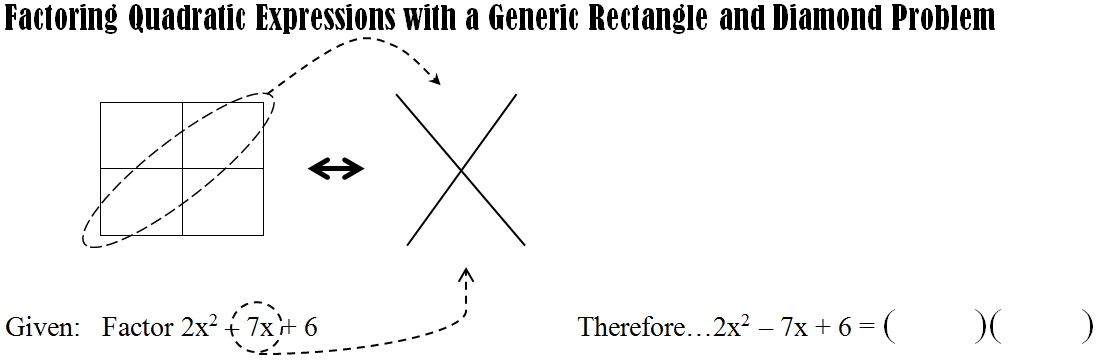 Factoring Quadratic Expressions with a Generic Rectangle and Diamond Problem
Given: Factor 2x² – 7x + 6
Therefore…2x² – 7x + 6 = ( )( )